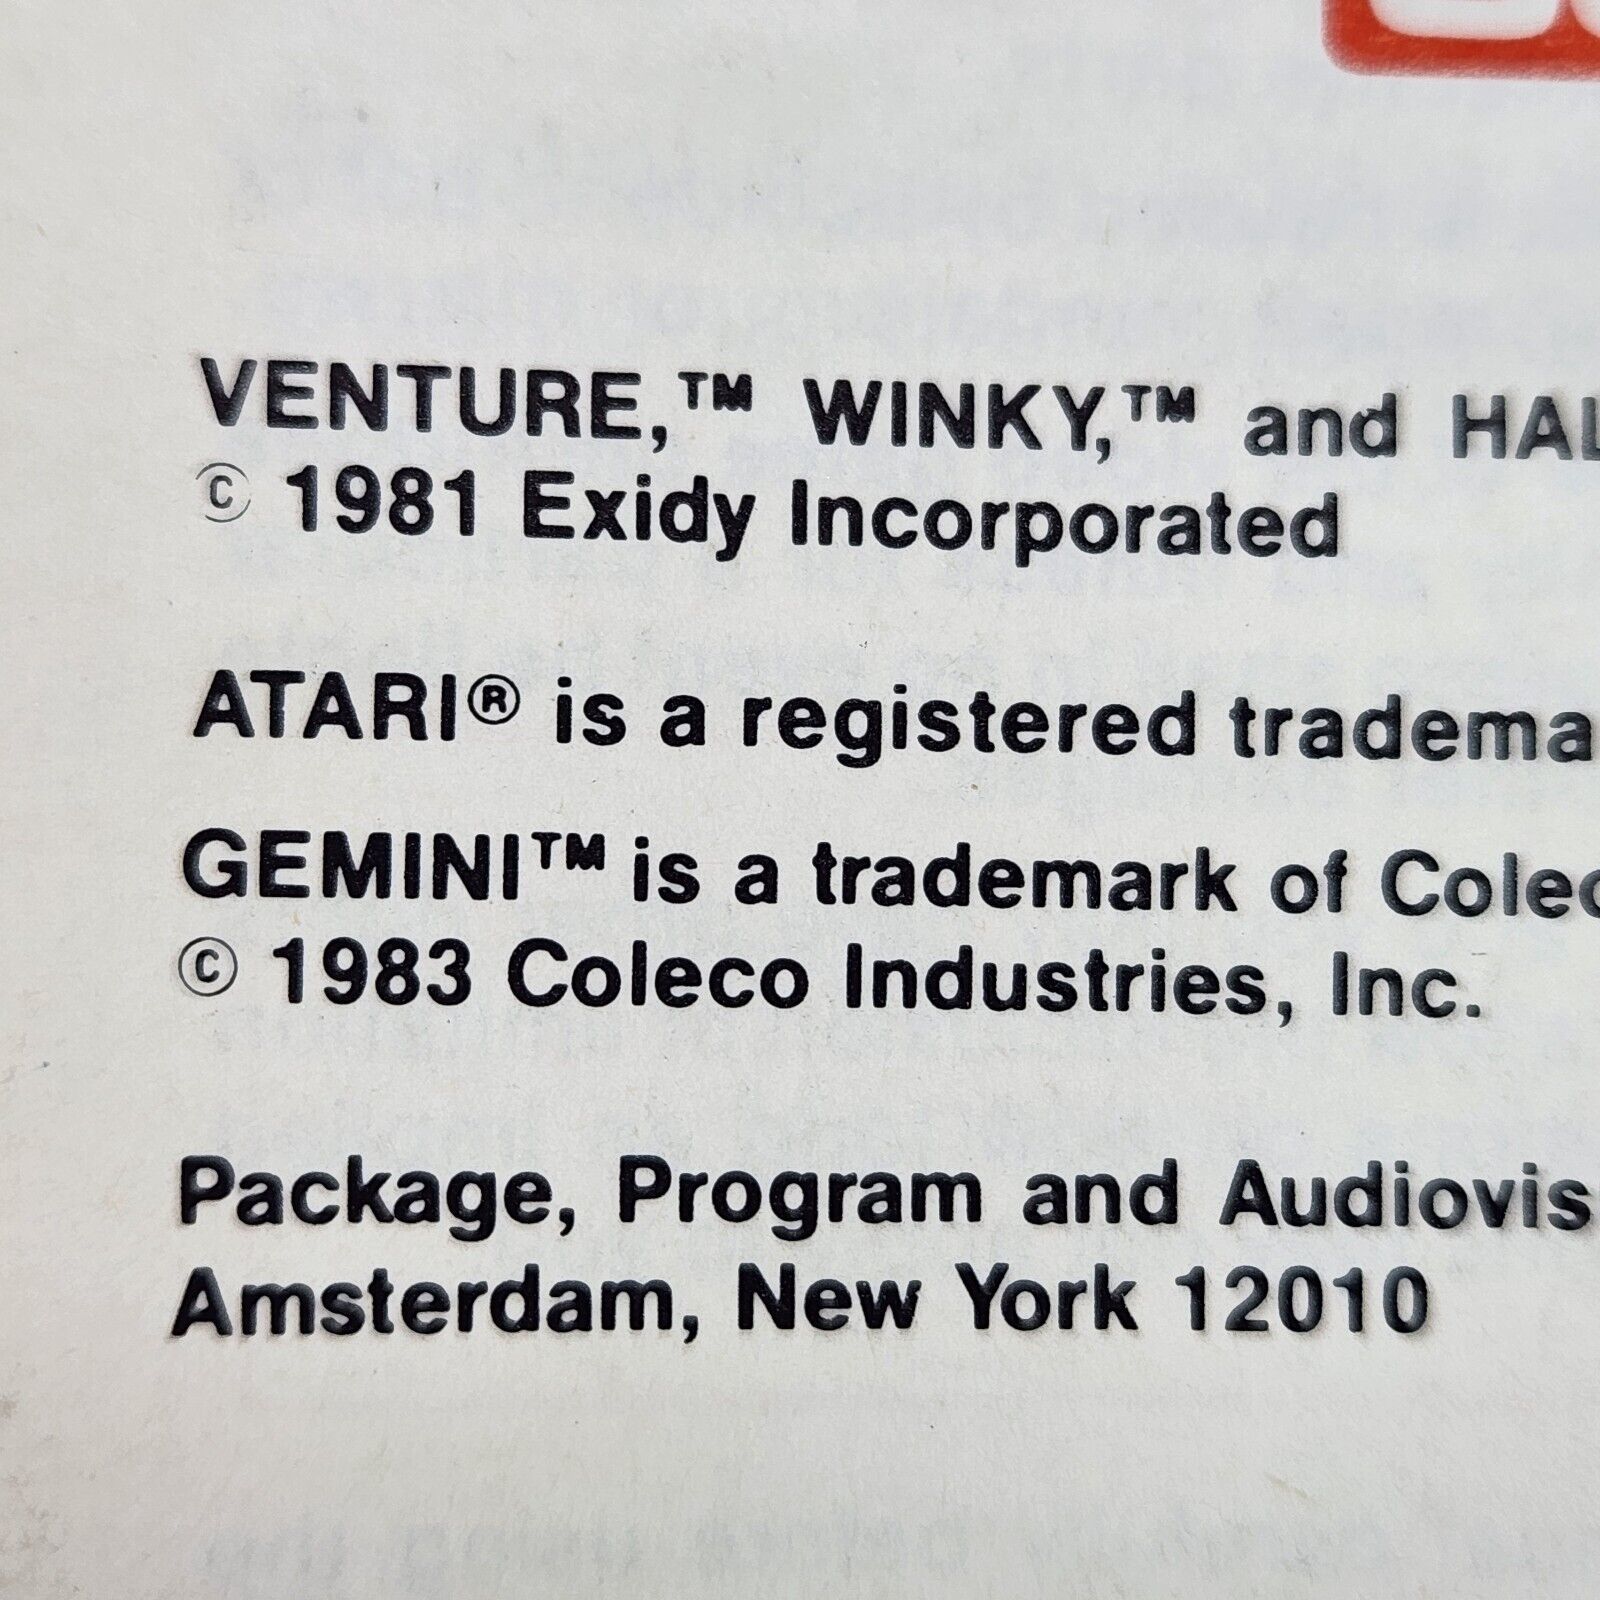 VENTURE,™ WINKY,™ and HAL
© 1981 Exidy Incorporated
ATARI® is a registered tradema
GEMINI™ is a trademark of Colec
© 1983 Coleco Industries, Inc.
Package, Program and Audiovis
Amsterdam, New York 12010